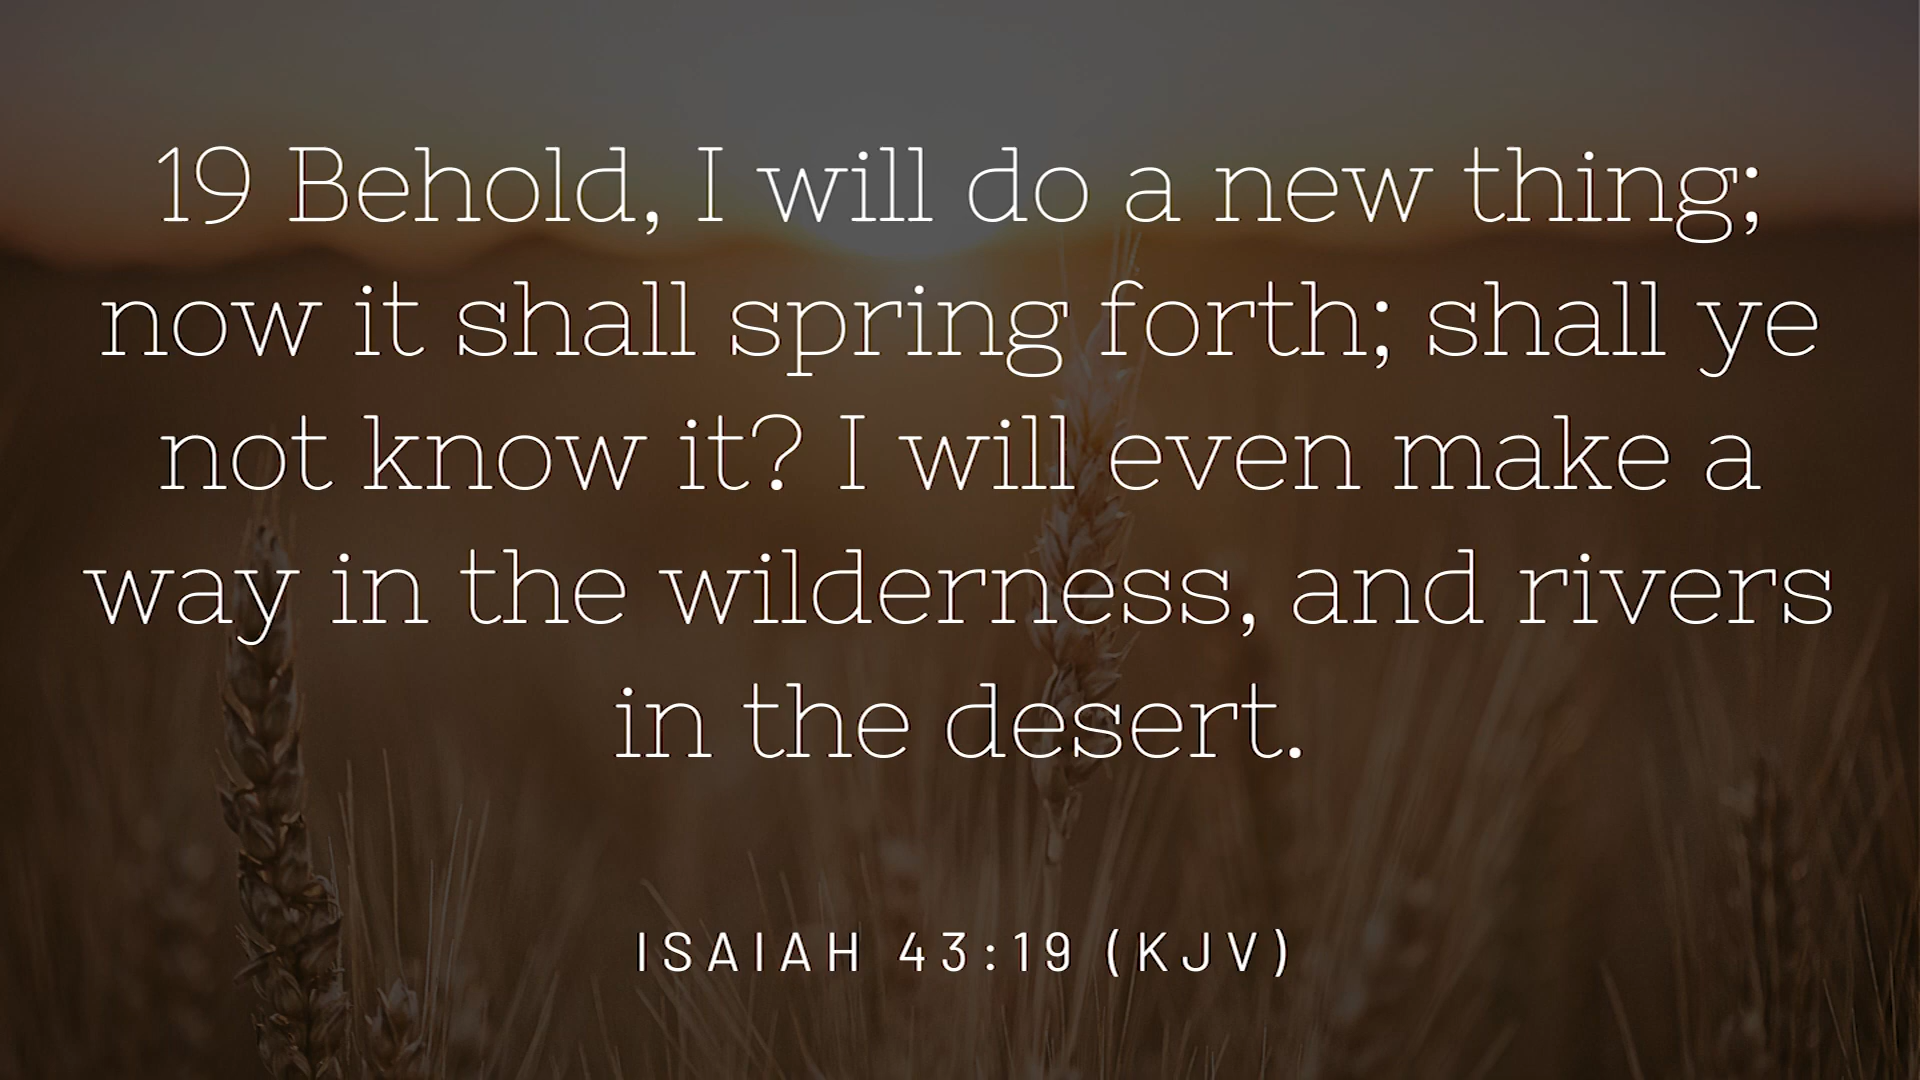 19 Behold, I will do a new thing;
now it shall spring forth; shall ye
not know it? I will even make a
way in the wilderness, and rivers
in the desert.
ISAIAH 43:19 (KJV)